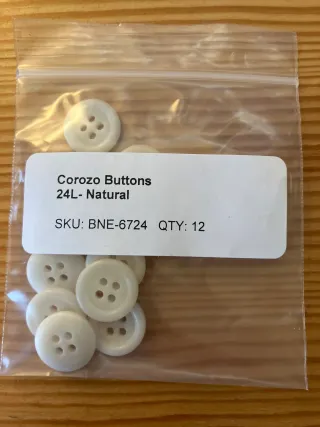 Corozo Buttons
24L- Natural
SKU: BNE-6724 QTY: 12